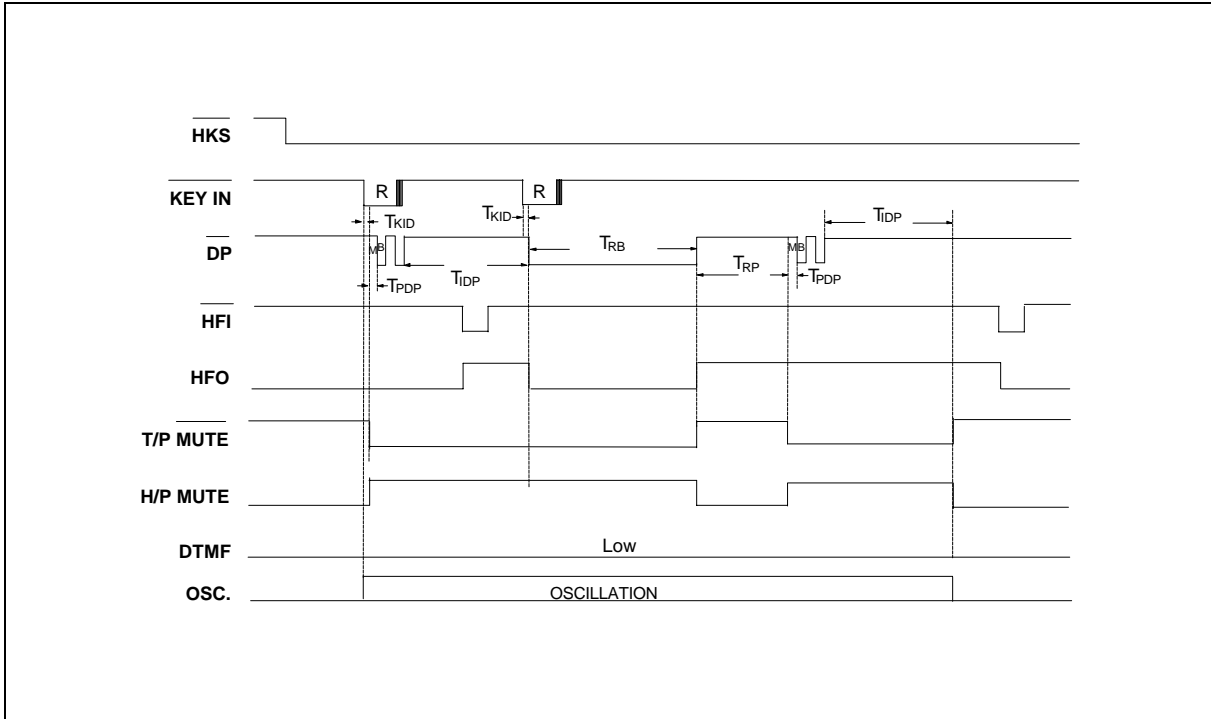 HKS
KEY IN
R
R
TKID
TKID
TIDP
DP
MB
TIDP
TRB
TRP
MB
TPDP
TPDP
HFI
HFO
T/P MUTE
H/P MUTE
DTMF
Low
OSC.
OSCILLATION